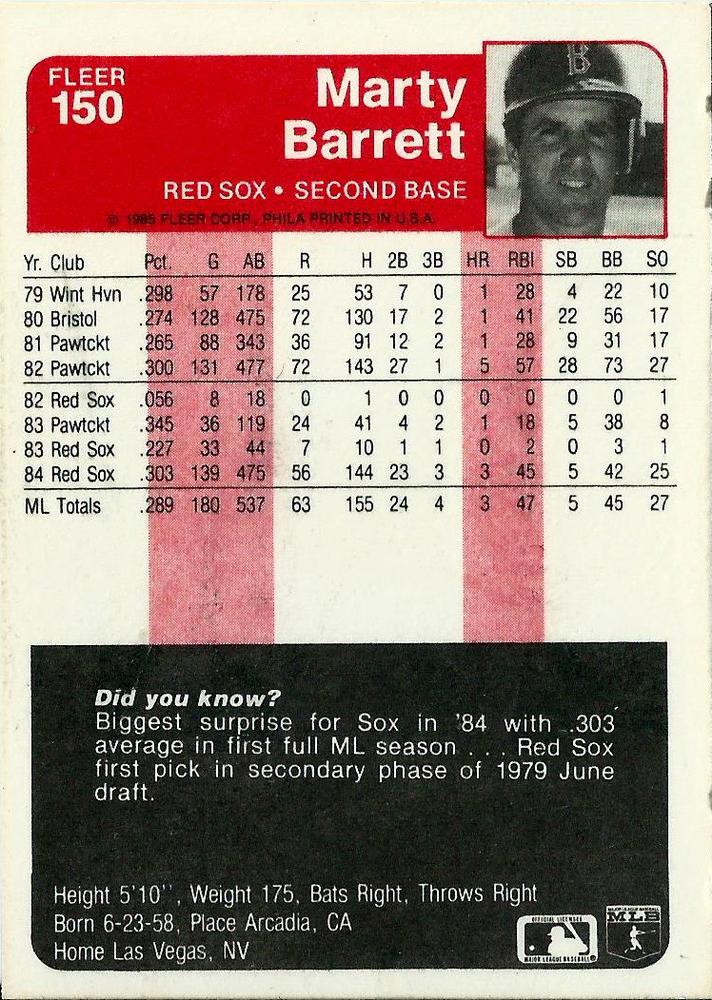 FLEER
150
Marty
Barrett
RED SOX • SECOND BASE
© 1985 FLEER CORP., PHILA PRINTED IN U.S.A.
Yr. Club Pct. G AB R H 2B 3B HR RBI SB BB SO
79 Wint Hvn .298 57 178 25 53 7 0 1 28 4 22 10
80 Bristol .274 128 475 72 130 17 2 1 41 22 56 17
81 Pawtckt .265 88 343 36 91 12 2 1 28 9 31 17
82 Pawtckt .300 131 477 72 143 27 1 5 57 28 73 27
82 Red Sox .056 8 18 0 1 0 0 0 0 0 0 1
83 Pawtckt .345 36 119 24 41 4 2 1 18 5 38 8
83 Red Sox .227 33 44 7 10 1 1 0 2 0 3 1
84 Red Sox .303 139 475 56 144 23 3 3 45 5 42 25
ML Totals .289 180 537 63 155 24 4 3 47 5 45 27
Did you know?
Biggest surprise for Sox in '84 with .303
average in first full ML season . . . Red Sox
first pick in secondary phase of 1979 June
draft.
Height 5'10'', Weight 175, Bats Right, Throws Right
Born 6-23-58, Place Arcadia, CA
Home Las Vegas, NV
OFFICIAL LICENSEE
MAJOR LEAGUE BASEBALL®
MAJOR LEAGUE BASEBALL
MLB
B